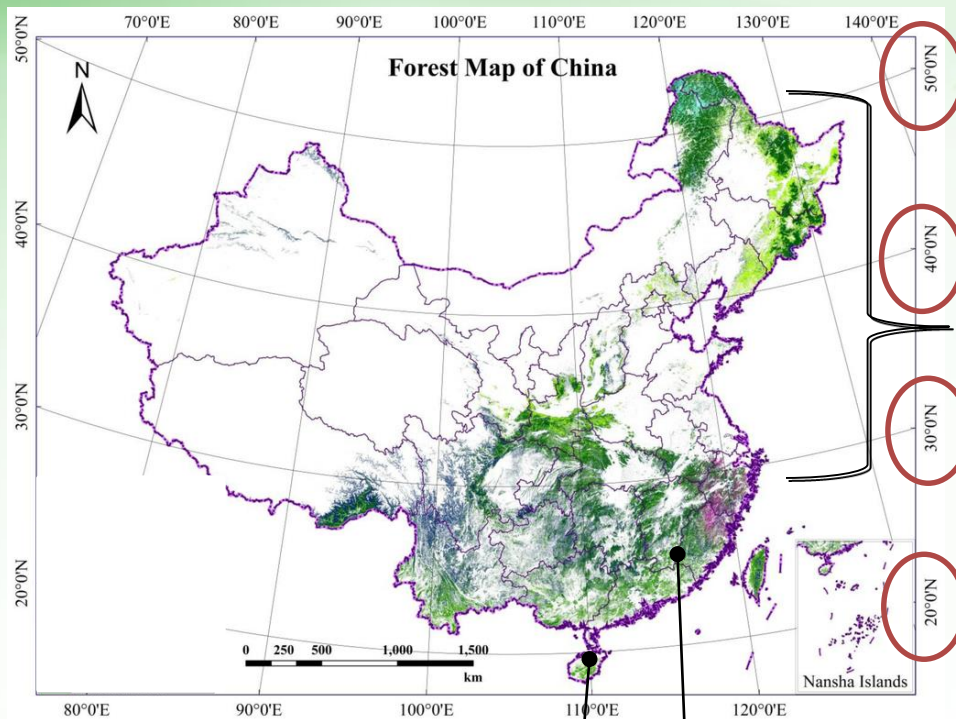 70°0'E 80°0'E 90°0'E 100°0'E 110°0'E 120°0'E 130°0'E 140°0'E
Forest Map of China
N
50°0'N
40°0'N
30°0'N
20°0'N
50°0'N
40°0'N
30°0'N
20°0'N
0 250 500 1,000 1,500
km
Nansha Islands
80°0'E 90°0'E 100°0'E 110°0'E 120°0'E